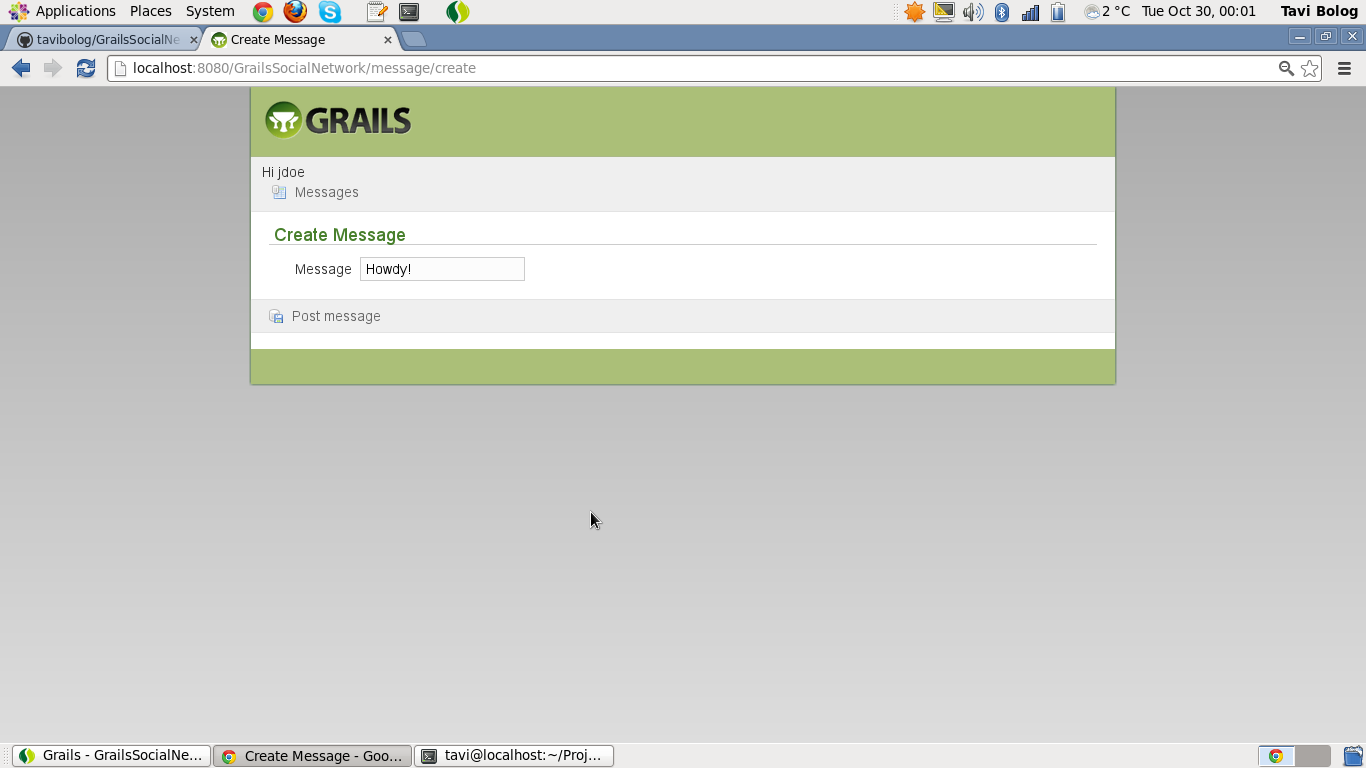 Applications Places System 2 °C Tue Oct 30, 00:01 Tavi Bolog
tavibolog/GrailsSocialNe Create Message
localhost:8080/GrailsSocialNetwork/message/create
GRAILS
Hi jdoe
Messages
Create Message
Message Howdy!
Post message
Grails - GrailsSocialNe... Create Message - Goo... tavi@localhost:~/Proj...